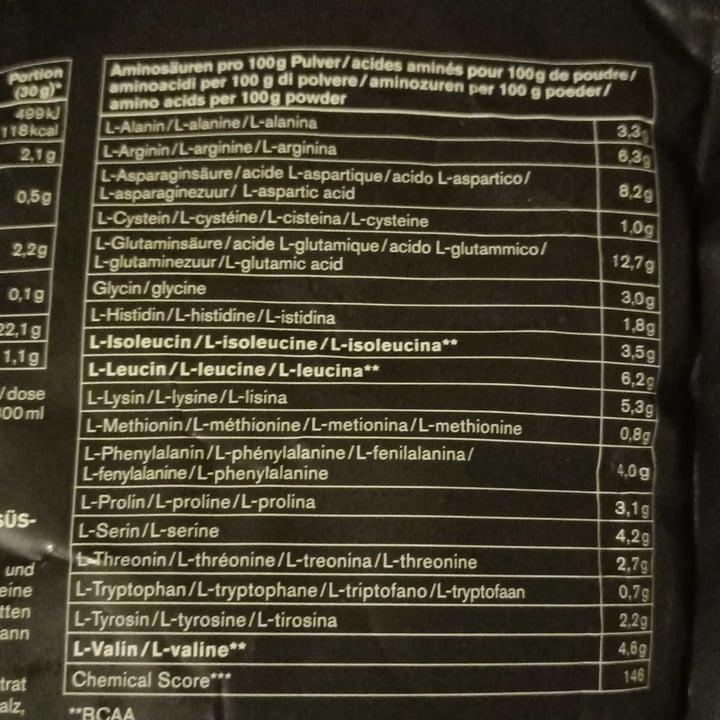 Portion
(30g)*
499kJ
118kcal
2,1g
0,5g
2,2g
0,1g
22,1g
1,1g
/dose
00ml
süs-
und
eine
tten
ann
trat
alz,
Aminosäuren pro 100g Pulver/acides aminés pour 100g de poudre/
aminoacidi per 100 g di polvere/aminozuren per 100 g poeder/
amino acids per 100g powder
L-Alanin/L-alanine/L-alanina 3,3g
L-Arginin/L-arginine/L-arginina 6,3g
L-Asparaginsäure/acide L-aspartique/acido L-aspartico/
L-asparaginezuur/ L-aspartic acid 8,2g
L-Cystein/L-cystéine/L-cisteina/L-cysteine 1,0g
L-Glutaminsäure/acide L-glutamique/acido L-glutammico/
L-glutaminezuur/L-glutamic acid 12,7g
Glycin/glycine 3,0g
L-Histidin/L-histidine/L-istidina 1,8g
L-Isoleucin/L-isoleucine/L-isoleucina** 3,5g
L-Leucin/L-leucine/L-leucina** 6,2g
L-Lysin/L-lysine/L-lisina 5,3g
L-Methionin/L-méthionine/L-metionina/L-methionine 0,8g
L-Phenylalanin/L-phénylalanine/L-fenilalanina/
L-fenylalanine/L-phenylalanine 4,0 g
L-Prolin/L-proline/L-prolina 3,1g
L-Serin/L-serine 4,2g
L-Threonin/L-thréonine/L-treonina/L-threonine 2,7g
L-Tryptophan/L-tryptophane/L-triptofano/L-tryptofaan 0,7g
L-Tyrosin/L-tyrosine/L-tirosina 2,2g
L-Valin/L-valine** 4,6g
Chemical Score*** 146
**BCAA